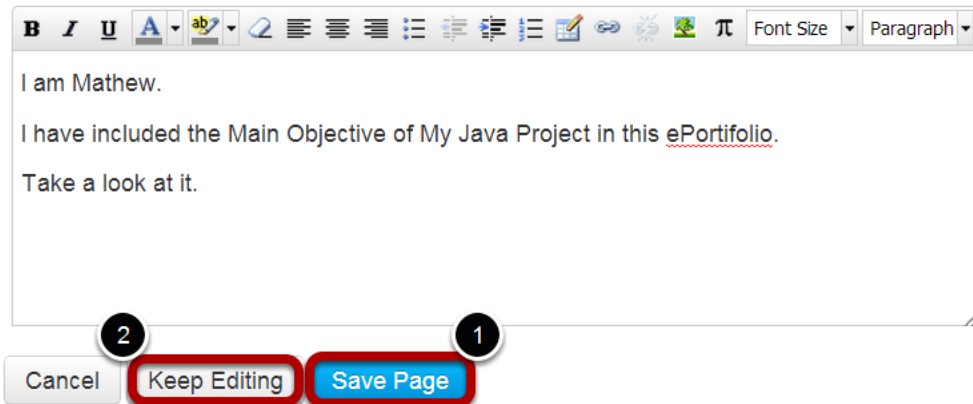 B I U A ab Font Size Paragraph
I am Mathew.
I have included the Main Objective of My Java Project in this ePortifolio.
Take a look at it.
2 1
Cancel Keep Editing Save Page